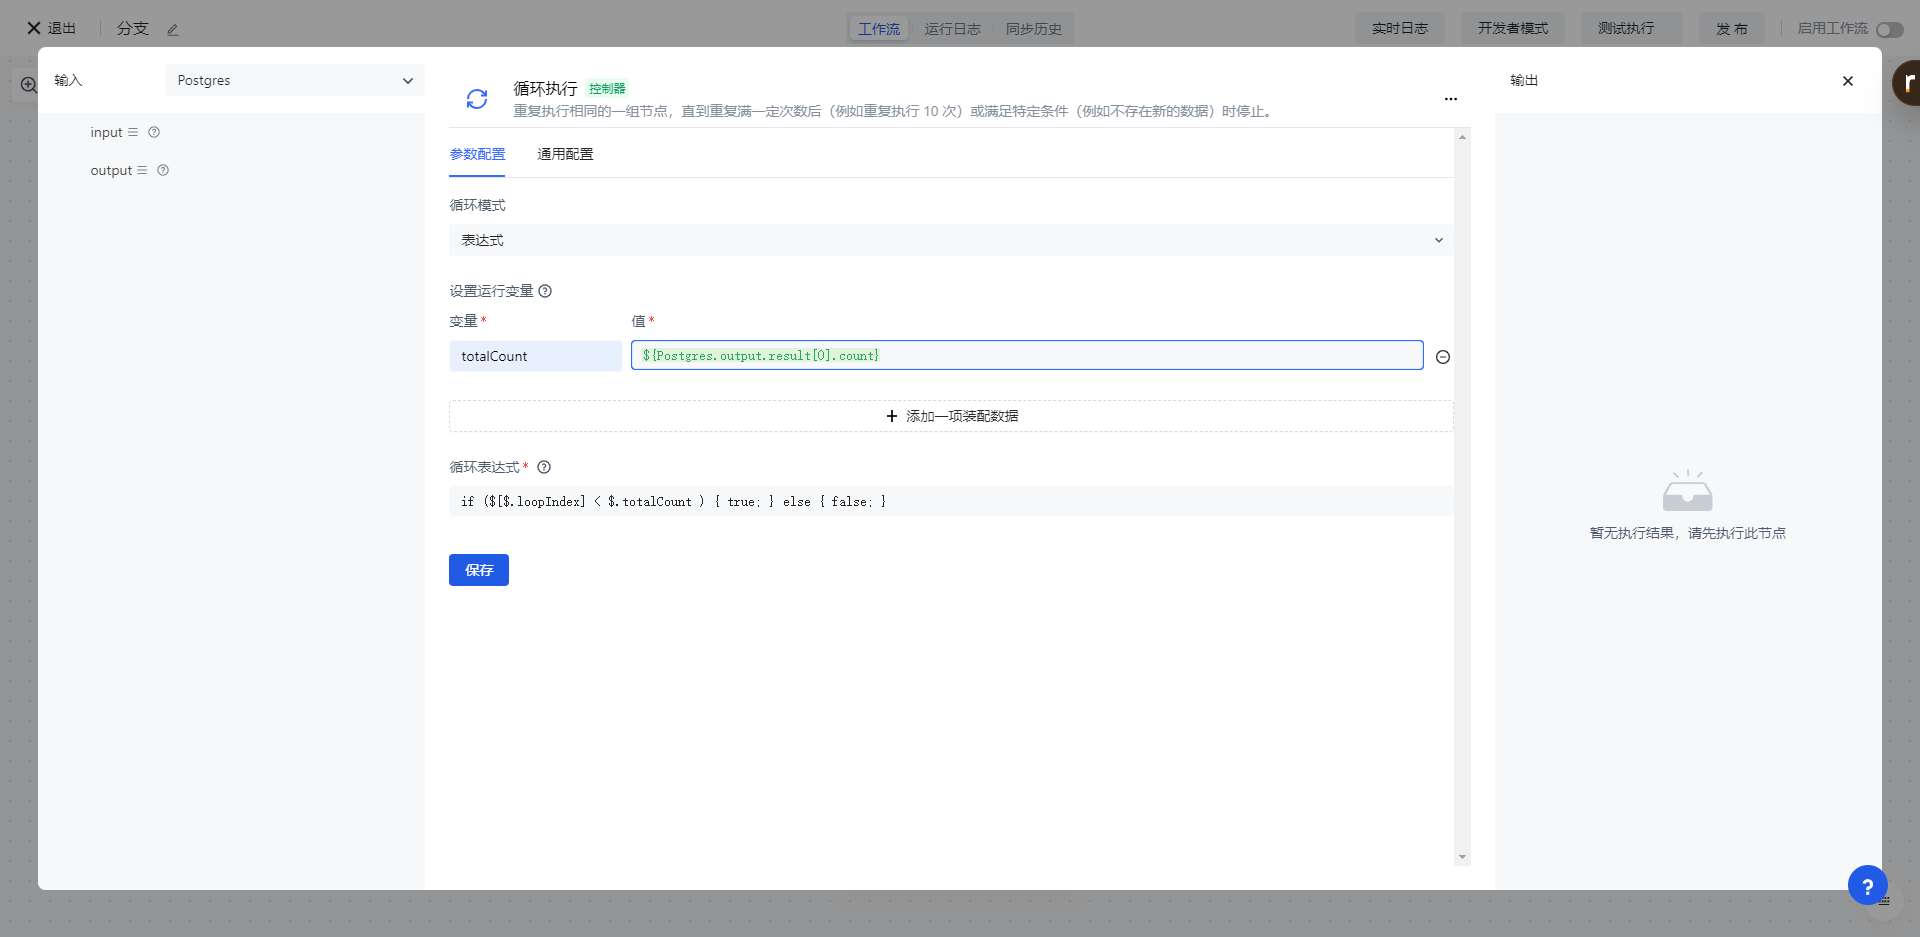 退出
分支
工作流
运行日志
同步历史
实时日志
开发者模式
测试执行
发 布
启用工作流
输入
Postgres
input
output
循环执行 控制器
重复执行相同的一组节点，直到重复满一定次数后（例如重复执行 10 次）或满足特定条件（例如不存在新的数据）时停止。
参数配置
通用配置
循环模式
表达式
设置运行变量
变量*
值*
totalCount
${Postgres.output.result[0].count}
添加一项装配数据
循环表达式*
if ($[$.loopIndex] < $.totalCount ) { true; } else { false; }
保存
输出
暂无执行结果，请先执行此节点
r